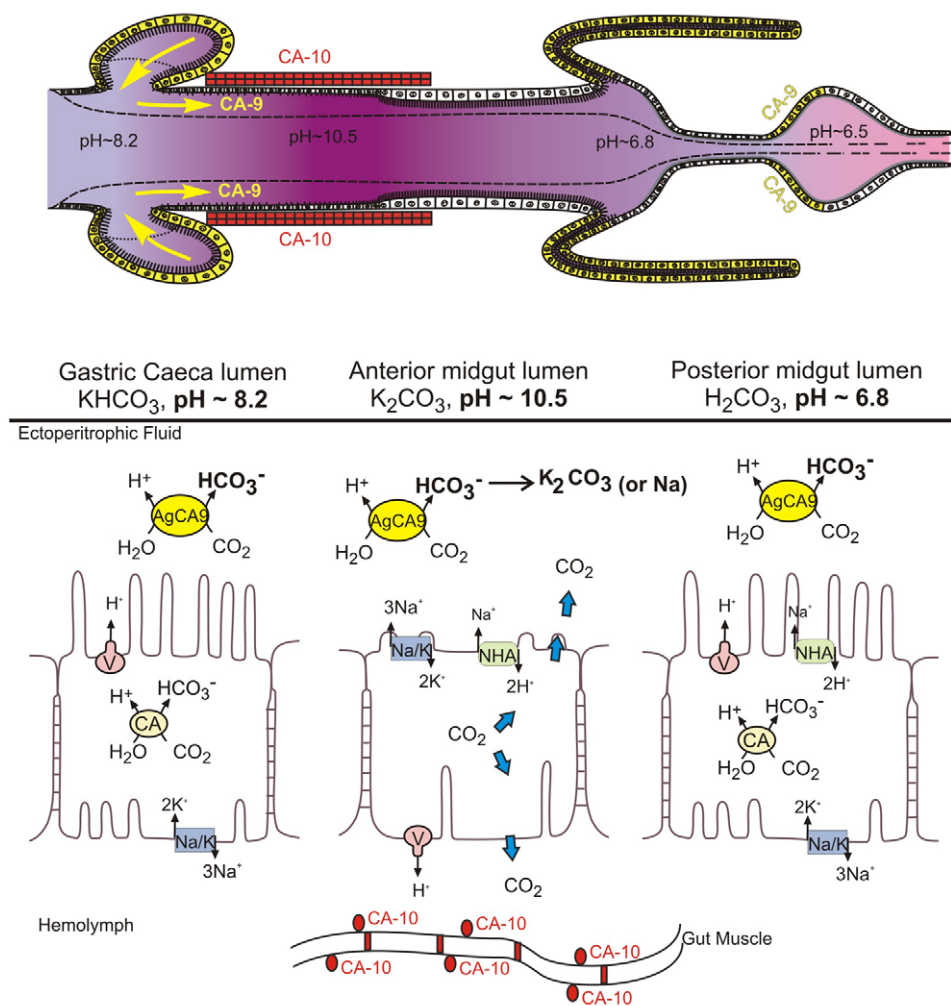 CA-10
CA-9
pH~8.2
pH~10.5
pH~6.8
CA-9
pH~6.5
CA-9
CA-9
CA-10
Gastric Caeca lumen
KHCO₃, pH ~ 8.2
Anterior midgut lumen
K₂CO₃, pH ~ 10.5
Posterior midgut lumen
H₂CO₃, pH ~ 6.8
Ectoperitrophic Fluid
H⁺
HCO₃⁻
AgCA9
H₂O
CO₂
H⁺
V
H⁺
HCO₃⁻
CA
H₂O
CO₂
2K⁺
Na/K
3Na⁺
H⁺
HCO₃⁻ K₂CO₃ (or Na)
AgCA9
H₂O
CO₂
CO₂
3Na⁺
Na⁺
Na/K
NHA
2K⁺
2H⁺
CO₂
V
H⁺
CO₂
H⁺
HCO₃⁻
AgCA9
H₂O
CO₂
H⁺
Na⁺
V
NHA
2H⁺
H⁺
HCO₃⁻
CA
H₂O
CO₂
2K⁺
Na/K
3Na⁺
Hemolymph
CA-10
CA-10
CA-10
CA-10
CA-10
CA-10
Gut Muscle